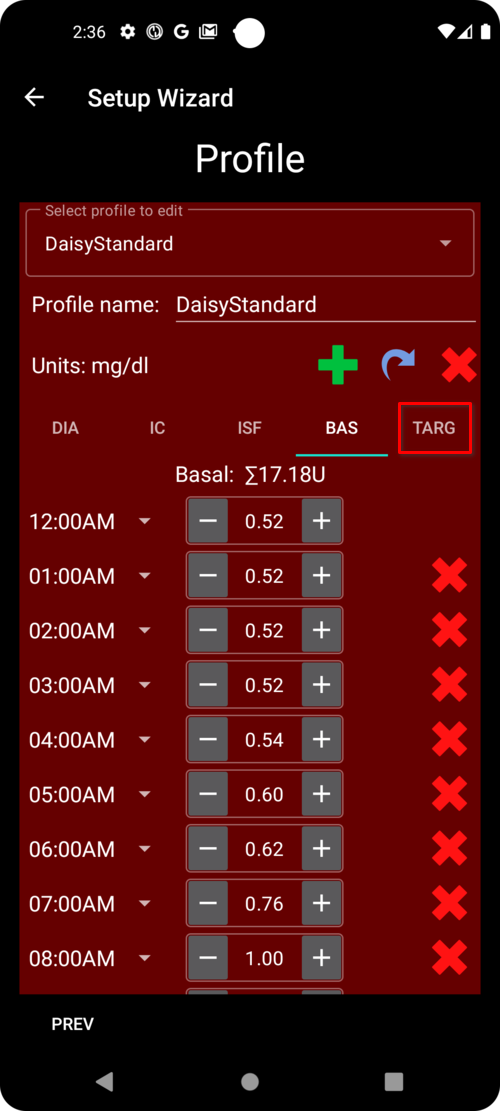 2:36
Setup Wizard
Profile
Select profile to edit
DaisyStandard
Profile name: DaisyStandard
Units: mg/dl
DIA IC ISF BAS TARG
Basal: ∑17.18U
12:00AM − 0.52 +
01:00AM − 0.52 +
02:00AM − 0.52 +
03:00AM − 0.52 +
04:00AM − 0.54 +
05:00AM − 0.60 +
06:00AM − 0.62 +
07:00AM − 0.76 +
08:00AM − 1.00 +
PREV